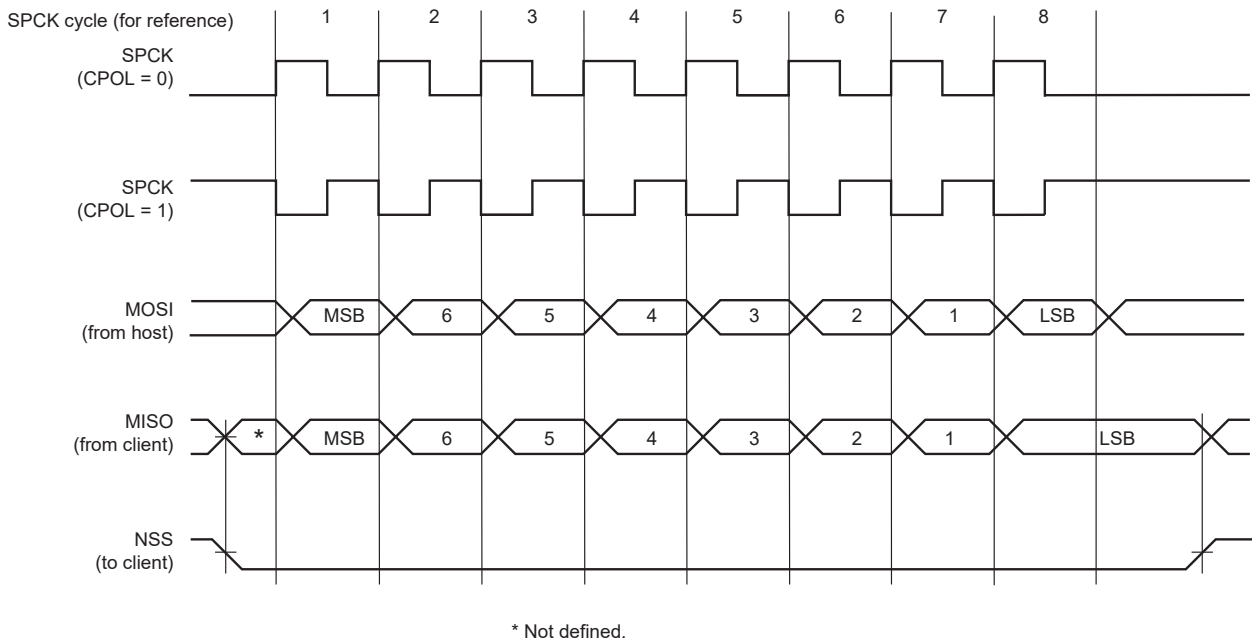 SPCK cycle (for reference)
1 2 3 4 5 6 7 8
SPCK
(CPOL = 0)
SPCK
(CPOL = 1)
MOSI
(from host)
MSB 6 5 4 3 2 1 LSB
MISO
(from client)
* MSB 6 5 4 3 2 1 LSB
NSS
(to client)
* Not defined.